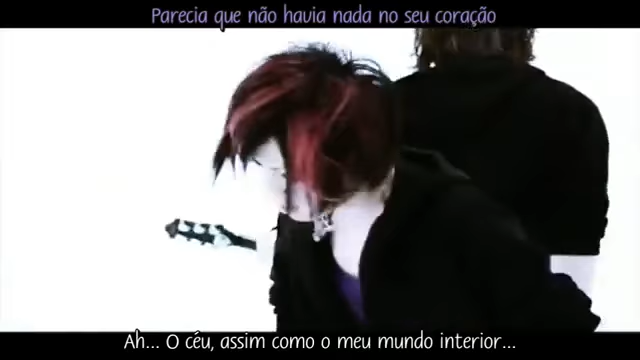 Parecia que não havia nada no seu coração
Ah... O céu, assim como o meu mundo interior...